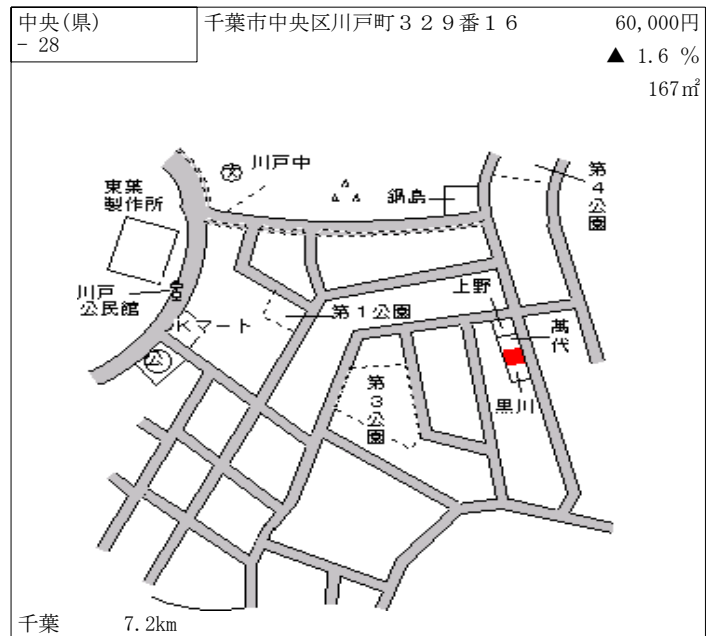 中央(県)
- 28
千葉市中央区川戸町３２９番１６
60,000円
▲ 1.6 %
167㎡
川戸中
東葉
製作所
鍋島
第４公園
川戸
公民館
Kマート
第１公園
上野
萬代
公
第３公園
黒川
千葉 7.2km